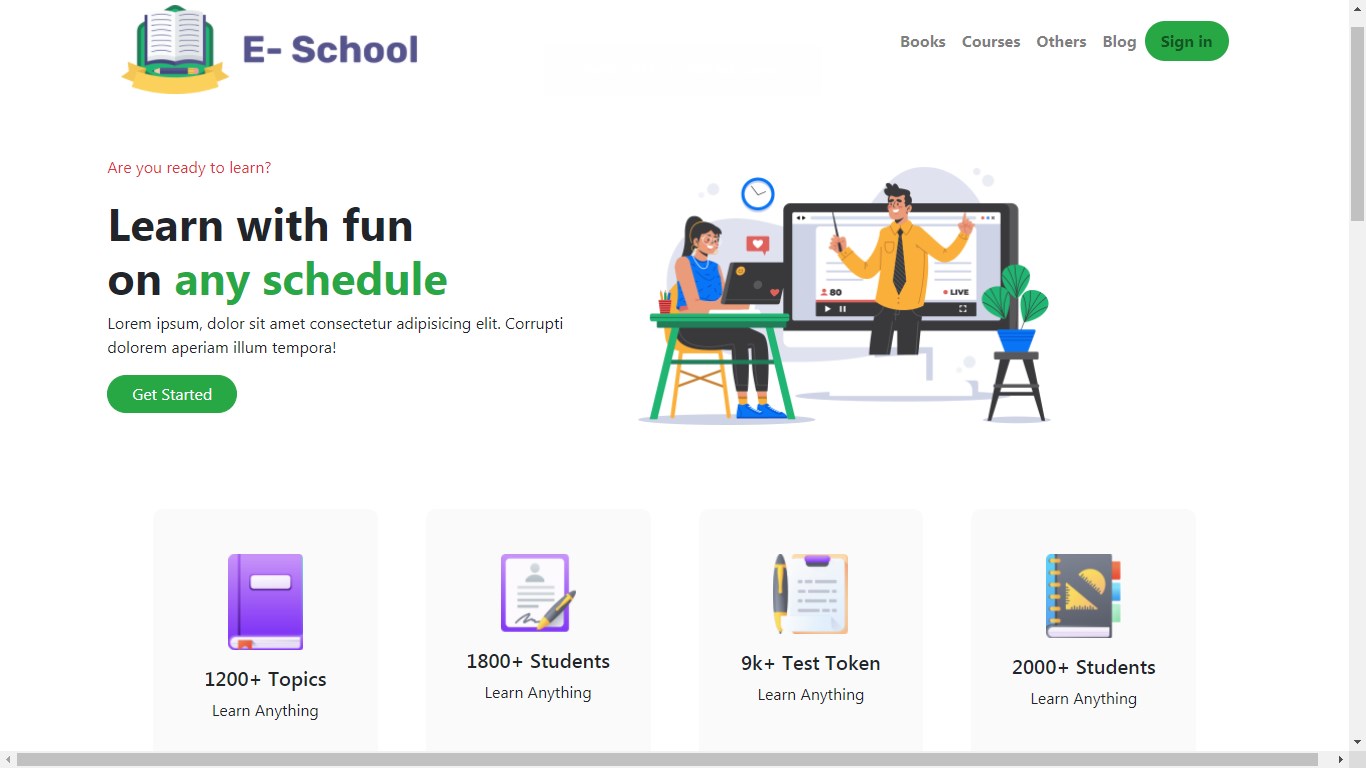 E- School
Books Courses Others Blog Sign in
Are you ready to learn?
Learn with fun
on any schedule
Lorem ipsum, dolor sit amet consectetur adipisicing elit. Corrupti
dolorem aperiam illum tempora!
Get Started
80
LIVE
1200+ Topics
Learn Anything
1800+ Students
Learn Anything
9k+ Test Token
Learn Anything
2000+ Students
Learn Anything